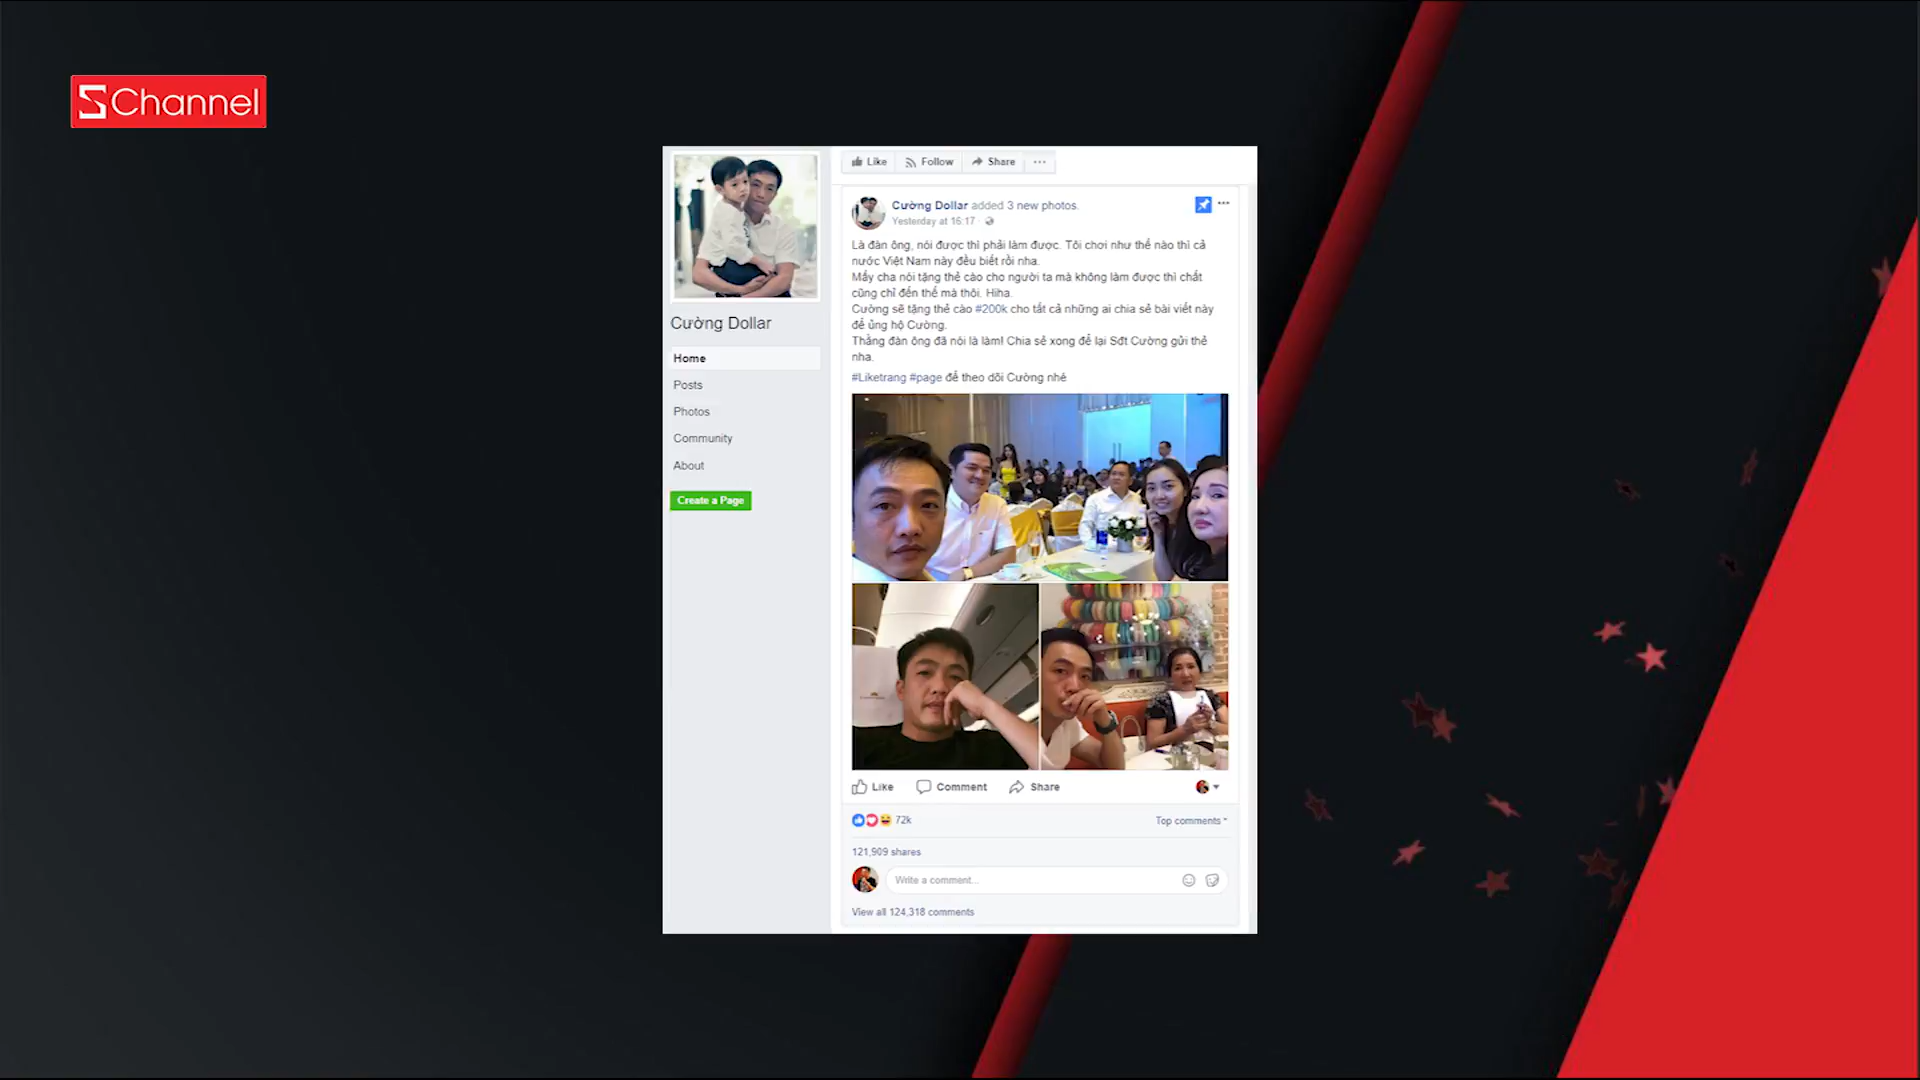 SChannel
Like
Follow
Share
Cường Dollar added 3 new photos.
Yesterday at 16:17
Là đàn ông, nói được thì phải làm được. Tôi chơi như thế nào thì cả
nước Việt Nam này đều biết rồi nha.
Mấy cha nói tặng thẻ cào cho người ta mà không làm được thì chất
cũng chỉ đến thế mà thôi. Hiha.
Cường sẽ tặng thẻ cào #200k cho tất cả những ai chia sẻ bài viết này
để ủng hộ Cường.
Thằng đàn ông đã nói là làm! Chia sẻ xong để lại Sđt Cường gửi thẻ
nha.
#Liketrang #page để theo dõi Cường nhé
Cường Dollar
Home
Posts
Photos
Community
About
Create a Page
Like
Comment
Share
72k
Top comments
121,909 shares
Write a comment...
View all 124,318 comments